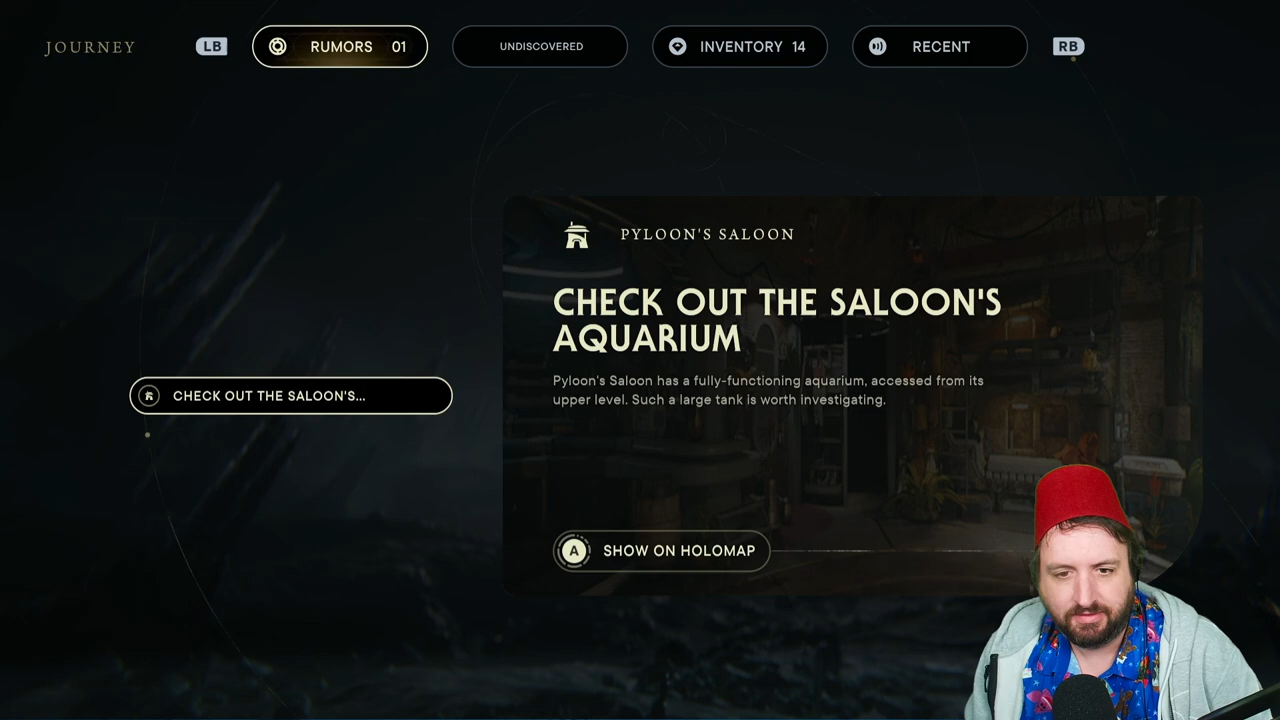 JOURNEY
LB
RUMORS 01
UNDISCOVERED
INVENTORY 14
RECENT
RB
PYLOON'S SALOON
CHECK OUT THE SALOON'S
AQUARIUM
Pyloon's Saloon has a fully-functioning aquarium, accessed from its
upper level. Such a large tank is worth investigating.
CHECK OUT THE SALOON'S...
A SHOW ON HOLOMAP